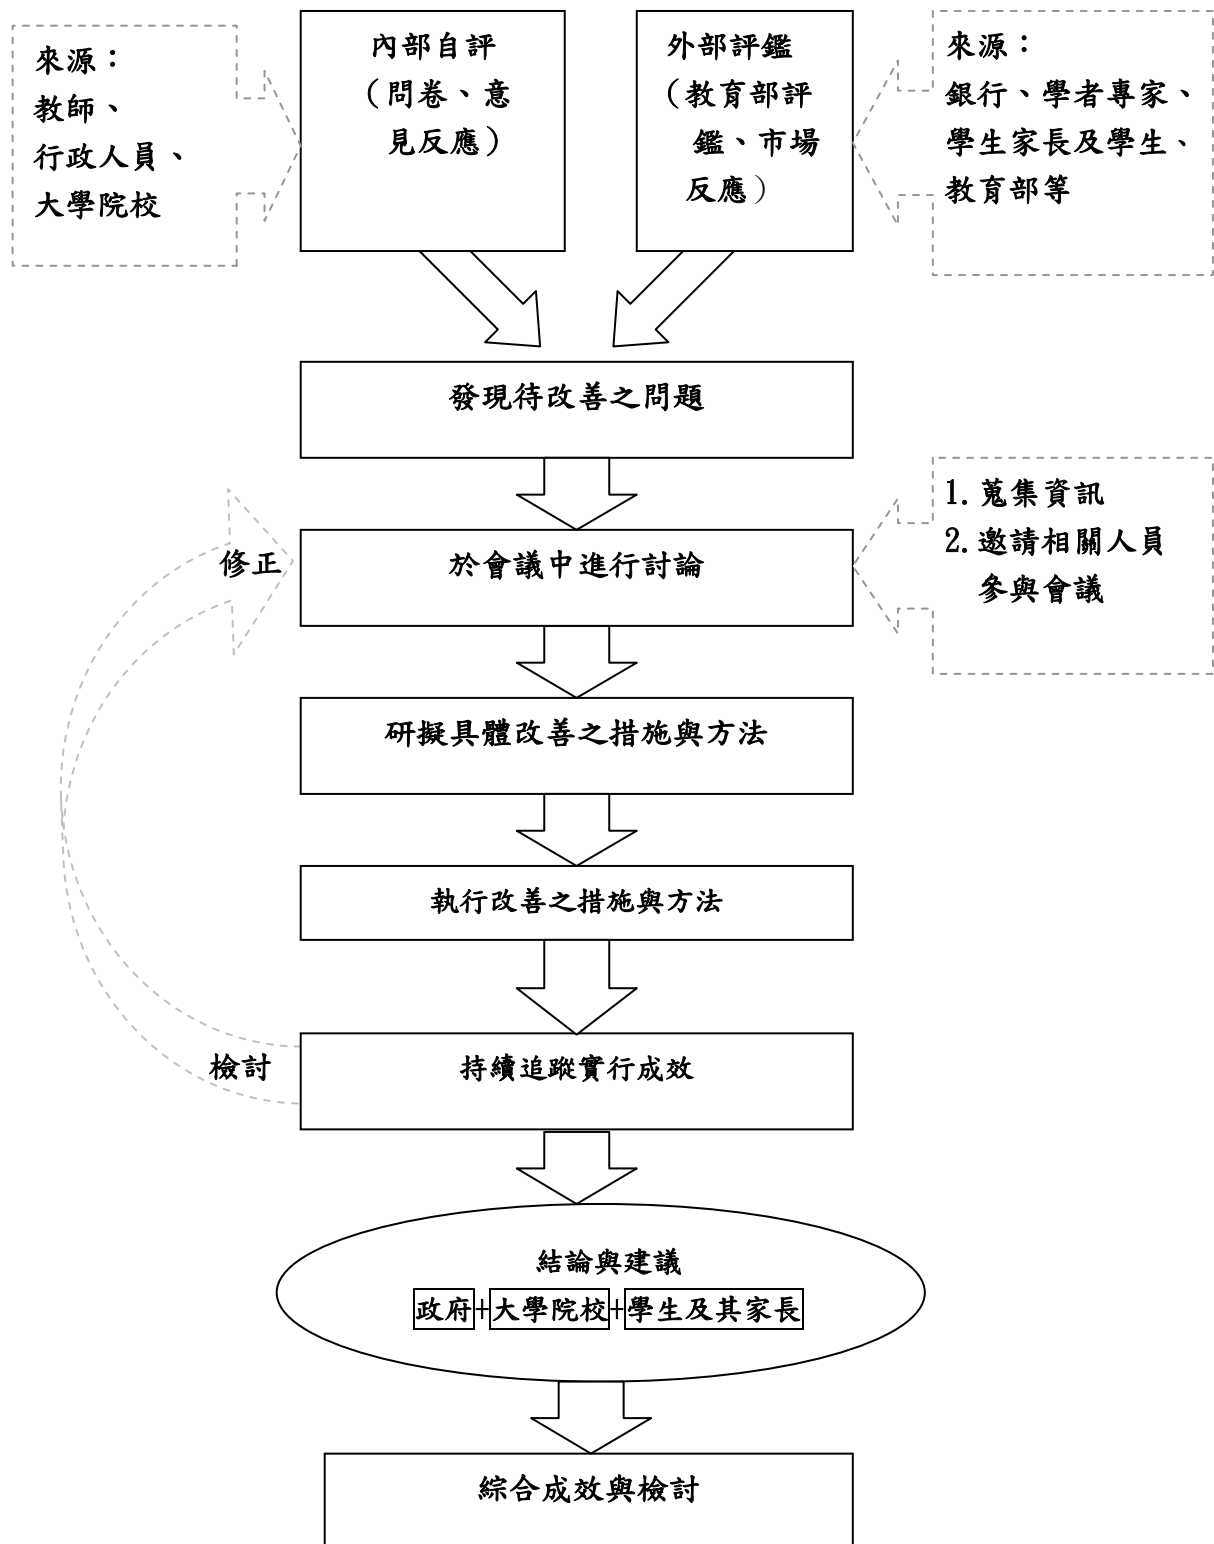 來源：
教師、
行政人員、
大學院校
內部自評
（問卷、意
見反應）
外部評鑑
（教育部評
鑑、市場
反應）
來源：
銀行、學者專家、
學生家長及學生、
教育部等
發現待改善之問題
修正
於會議中進行討論
1.蒐集資訊
2.邀請相關人員
參與會議
研擬具體改善之措施與方法
執行改善之措施與方法
檢討
持續追蹤實行成效
結論與建議
政府+大學院校+學生及其家長
綜合成效與檢討